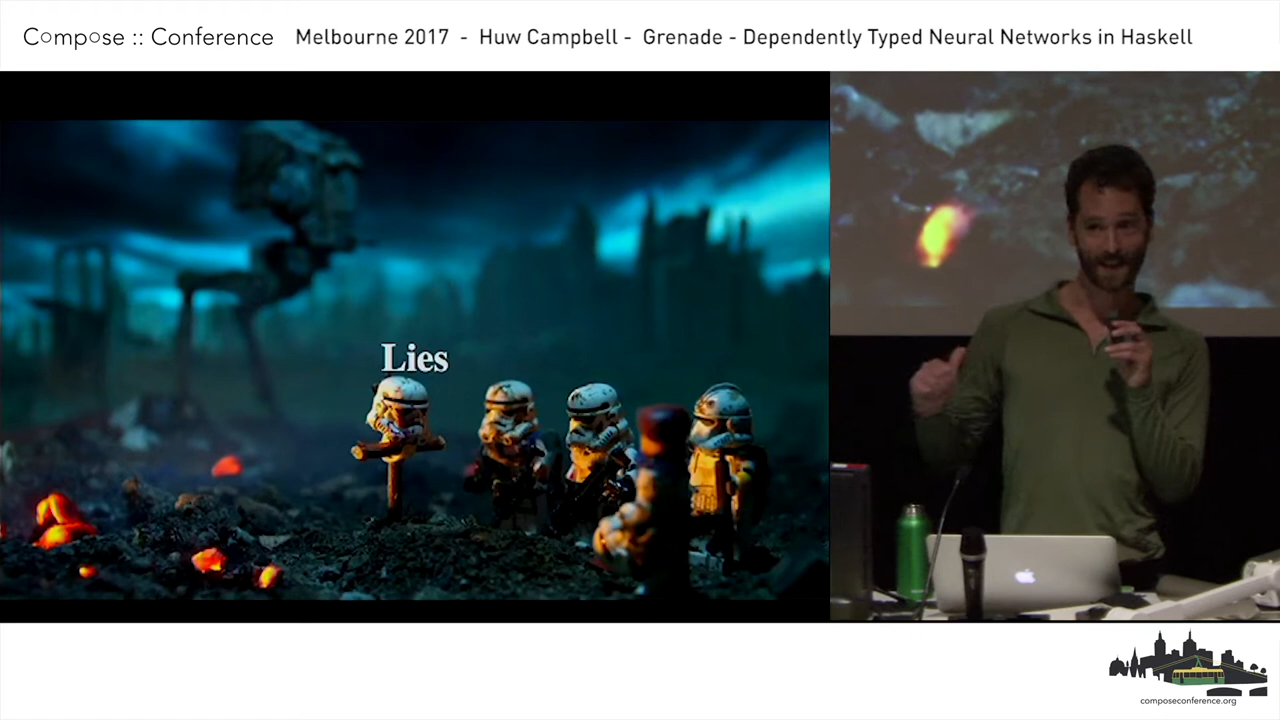 Compose :: Conference Melbourne 2017 - Huw Campbell - Grenade - Dependently Typed Neural Networks in Haskell
Lies
composeconference.org